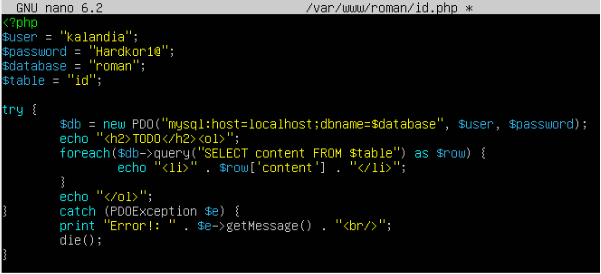 GNU nano 6.2 /var/www/roman/id.php *
<?php
$user = "kalandia";
$password = "Hardkor1@";
$database = "roman";
$table = "id";

try {
        $db = new PDO("mysql:host=localhost;dbname=$database", $user, $password);
        echo "<h2>TODO</h2><ol>";
        foreach($db->query("SELECT content FROM $table") as $row) {
                echo "<li>" . $row['content'] . "</li>";
        }
        echo "</ol>";
}       catch (PDOException $e) {
        print "Error!: " . $e->getMessage() . "<br/>";
        die();
}